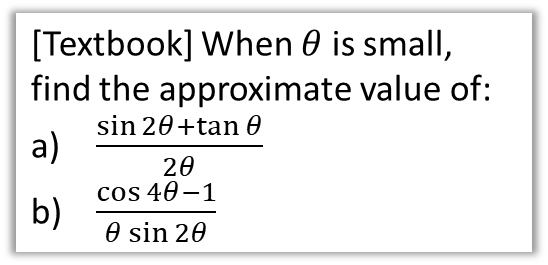 [Textbook] When θ is small,
find the approximate value of:
a) (sin 2θ+tan θ)/(2θ)
b) (cos 4θ−1)/(θ sin 2θ)